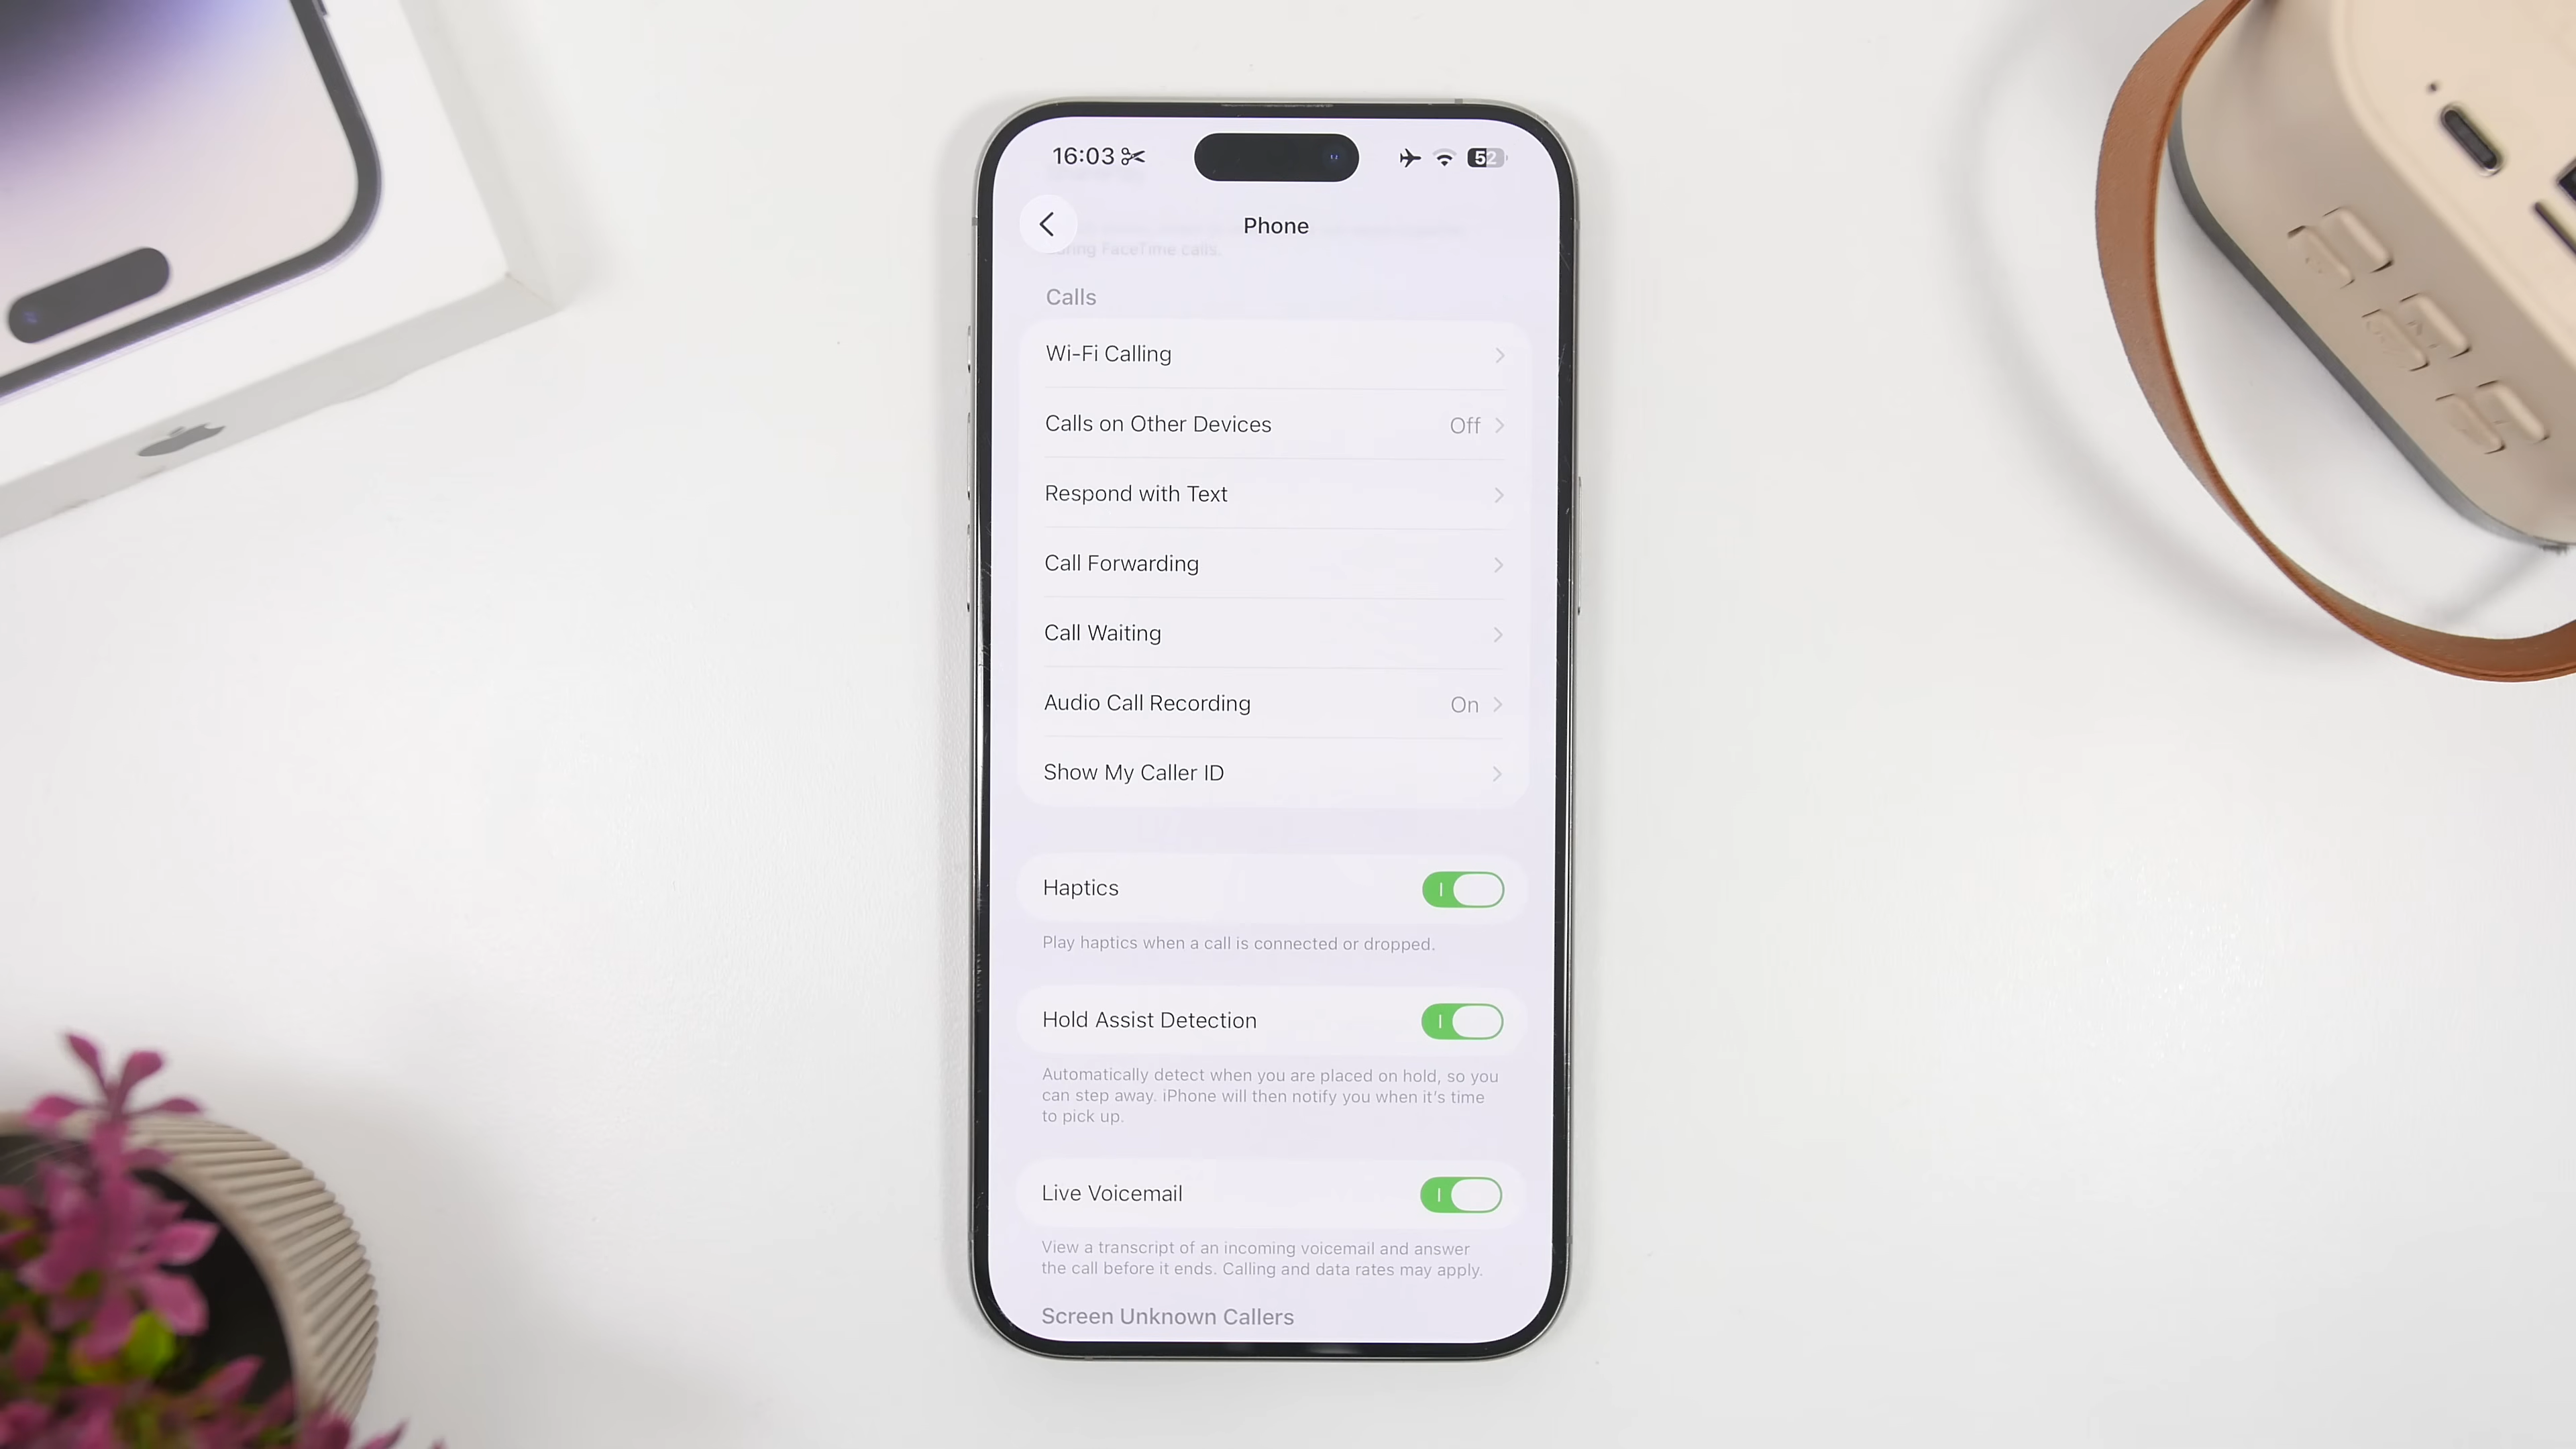 16:03
52
Phone
ring FaceTime calls.
Calls
Wi-Fi Calling
Calls on Other Devices Off
Respond with Text
Call Forwarding
Call Waiting
Audio Call Recording On
Show My Caller ID
Haptics
Play haptics when a call is connected or dropped.
Hold Assist Detection
Automatically detect when you are placed on hold, so you
can step away. iPhone will then notify you when it's time
to pick up.
Live Voicemail
View a transcript of an incoming voicemail and answer
the call before it ends. Calling and data rates may apply.
Screen Unknown Callers